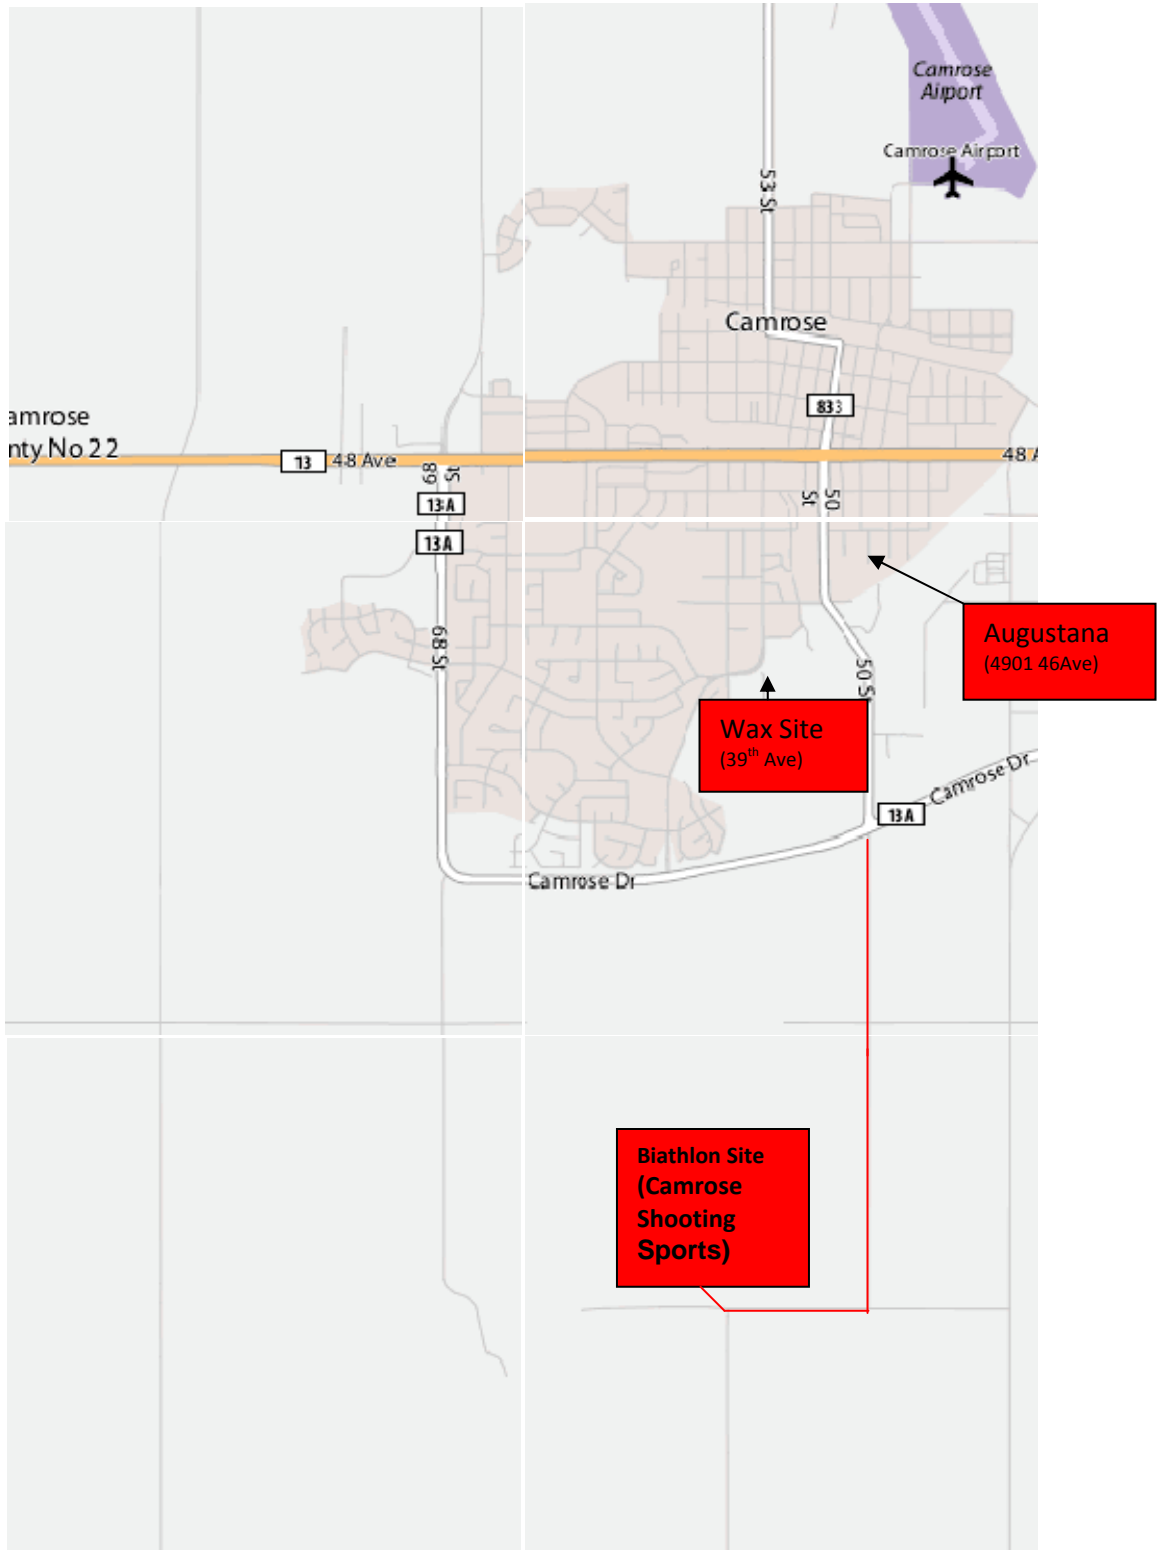 Camrose
Airport
Camrose Airport
53 St
Camrose
833
amrose
nty No 22
13
48 Ave
48 A
68
St
50
St
13A
13A
68 St
Augustana
(4901 46Ave)
50 St
Wax Site
(39th Ave)
Camrose Dr
13A
Camrose Dr
Biathlon Site
(Camrose
Shooting
Sports)